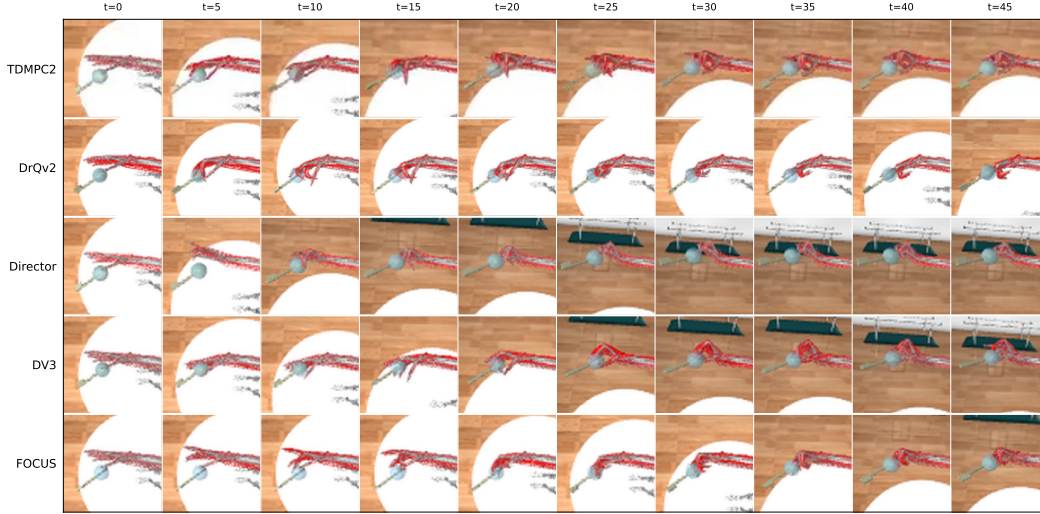 t=0 t=5 t=10 t=15 t=20 t=25 t=30 t=35 t=40 t=45
TDMPC2
DrQv2
Director
DV3
FOCUS